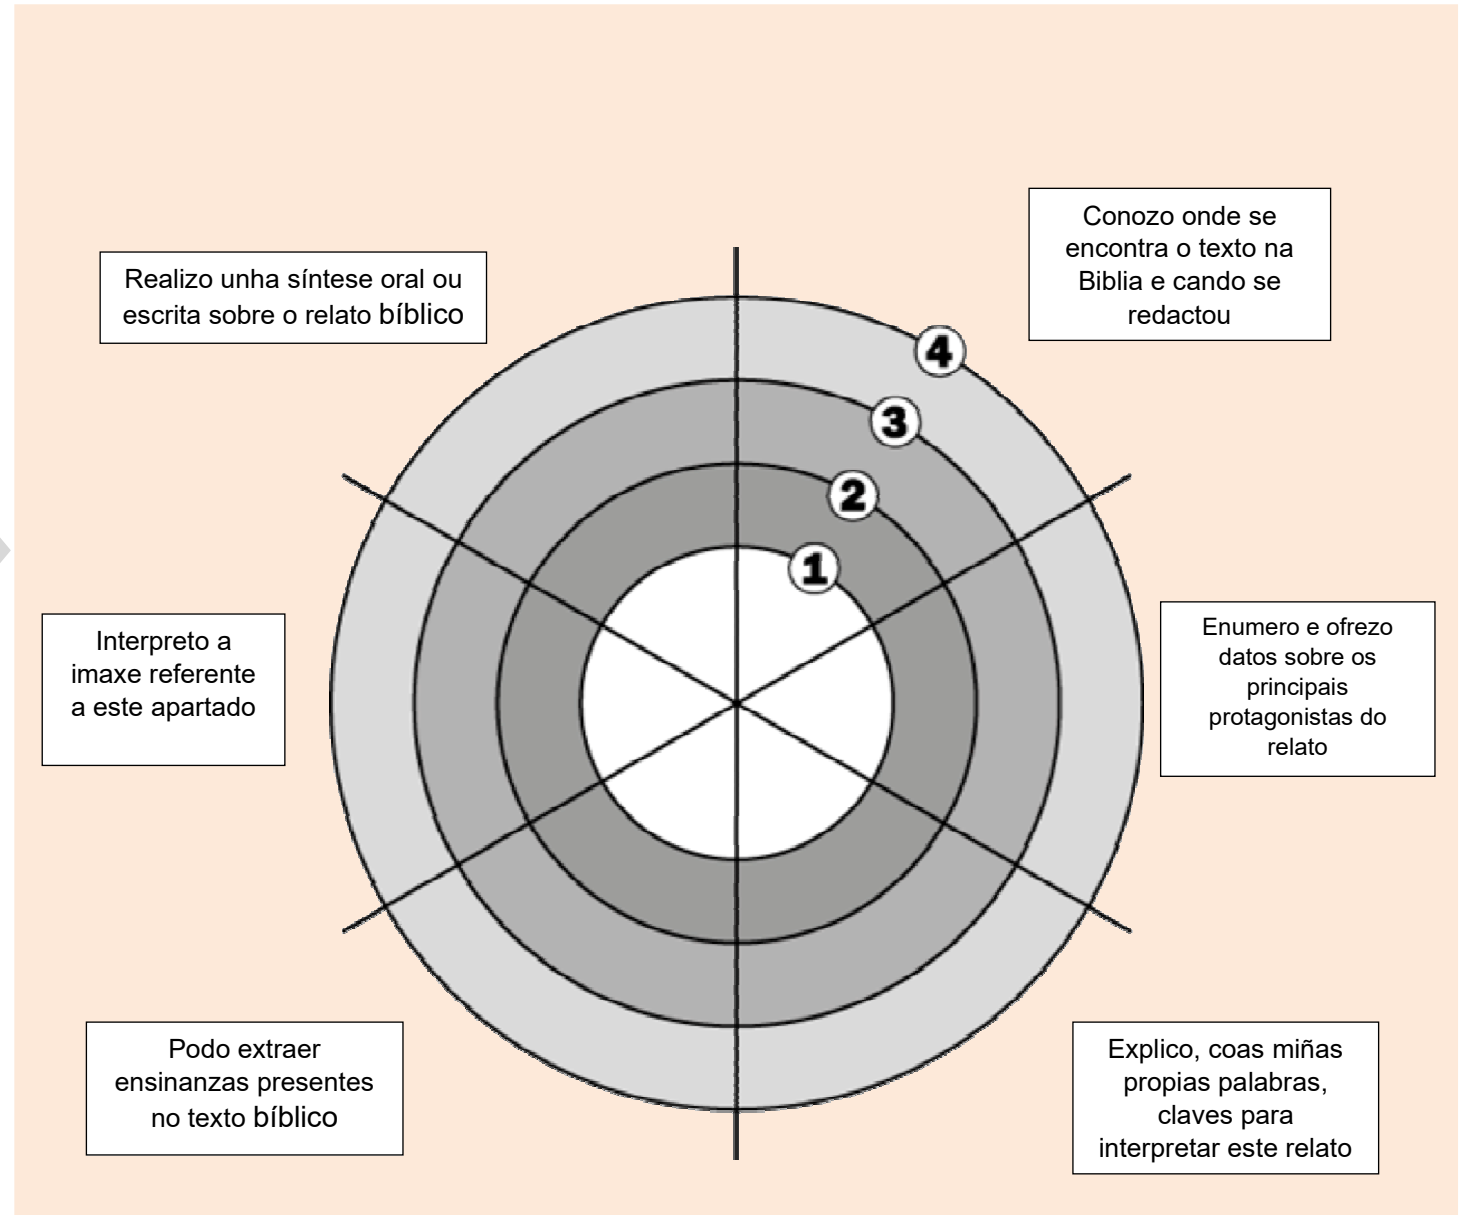 Conozo onde se
encontra o texto na
Biblia e cando se
redactou
Realizo unha síntese oral ou
escrita sobre o relato bíblico
4
3
2
1
Interpreto a
imaxe referente
a este apartado
Enumero e ofrezo
datos sobre os
principais
protagonistas do
relato
Podo extraer
ensinanzas presentes
no texto bíblico
Explico, coas miñas
propias palabras,
claves para
interpretar este relato